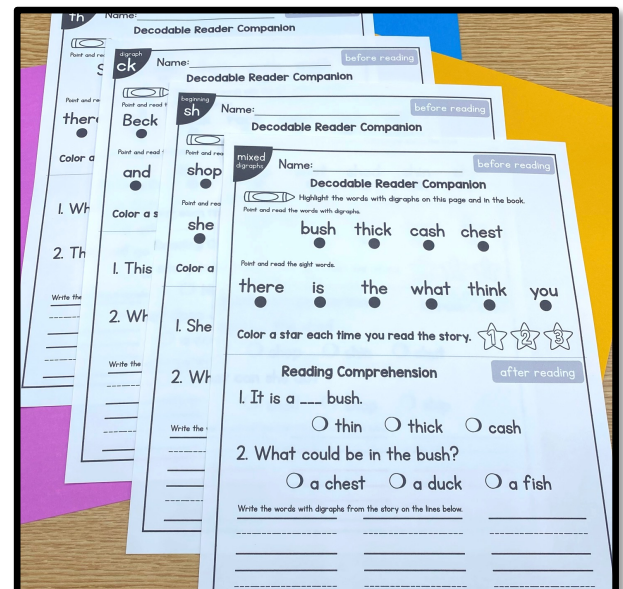 th
Name:
Decodable Reader Companion
Point and re
Point and re
there
Color a
1. Wh
2. Th
Write the
digraph
ck
Name:
before reading
Decodable Reader Companion
Point and read t
Beck
Point and read
and
Color a s
1. This
2. Wh
Write the
beginning
sh
Name:
before reading
Decodable Reader Companion
Point and rea
shop
Point and rea
she
Color a
1. She
2. Wh
Write the
mixed
digraphs
Name:
before reading
Decodable Reader Companion
Highlight the words with digraphs on this page and in the book.
Point and read the words with digraphs.
bush thick cash chest
Point and read the sight words.
there is the what think you
Color a star each time you read the story. 1 2 3
Reading Comprehension
after reading
1. It is a ___ bush.
thin thick cash
2. What could be in the bush?
a chest a duck a fish
Write the words with digraphs from the story on the lines below.